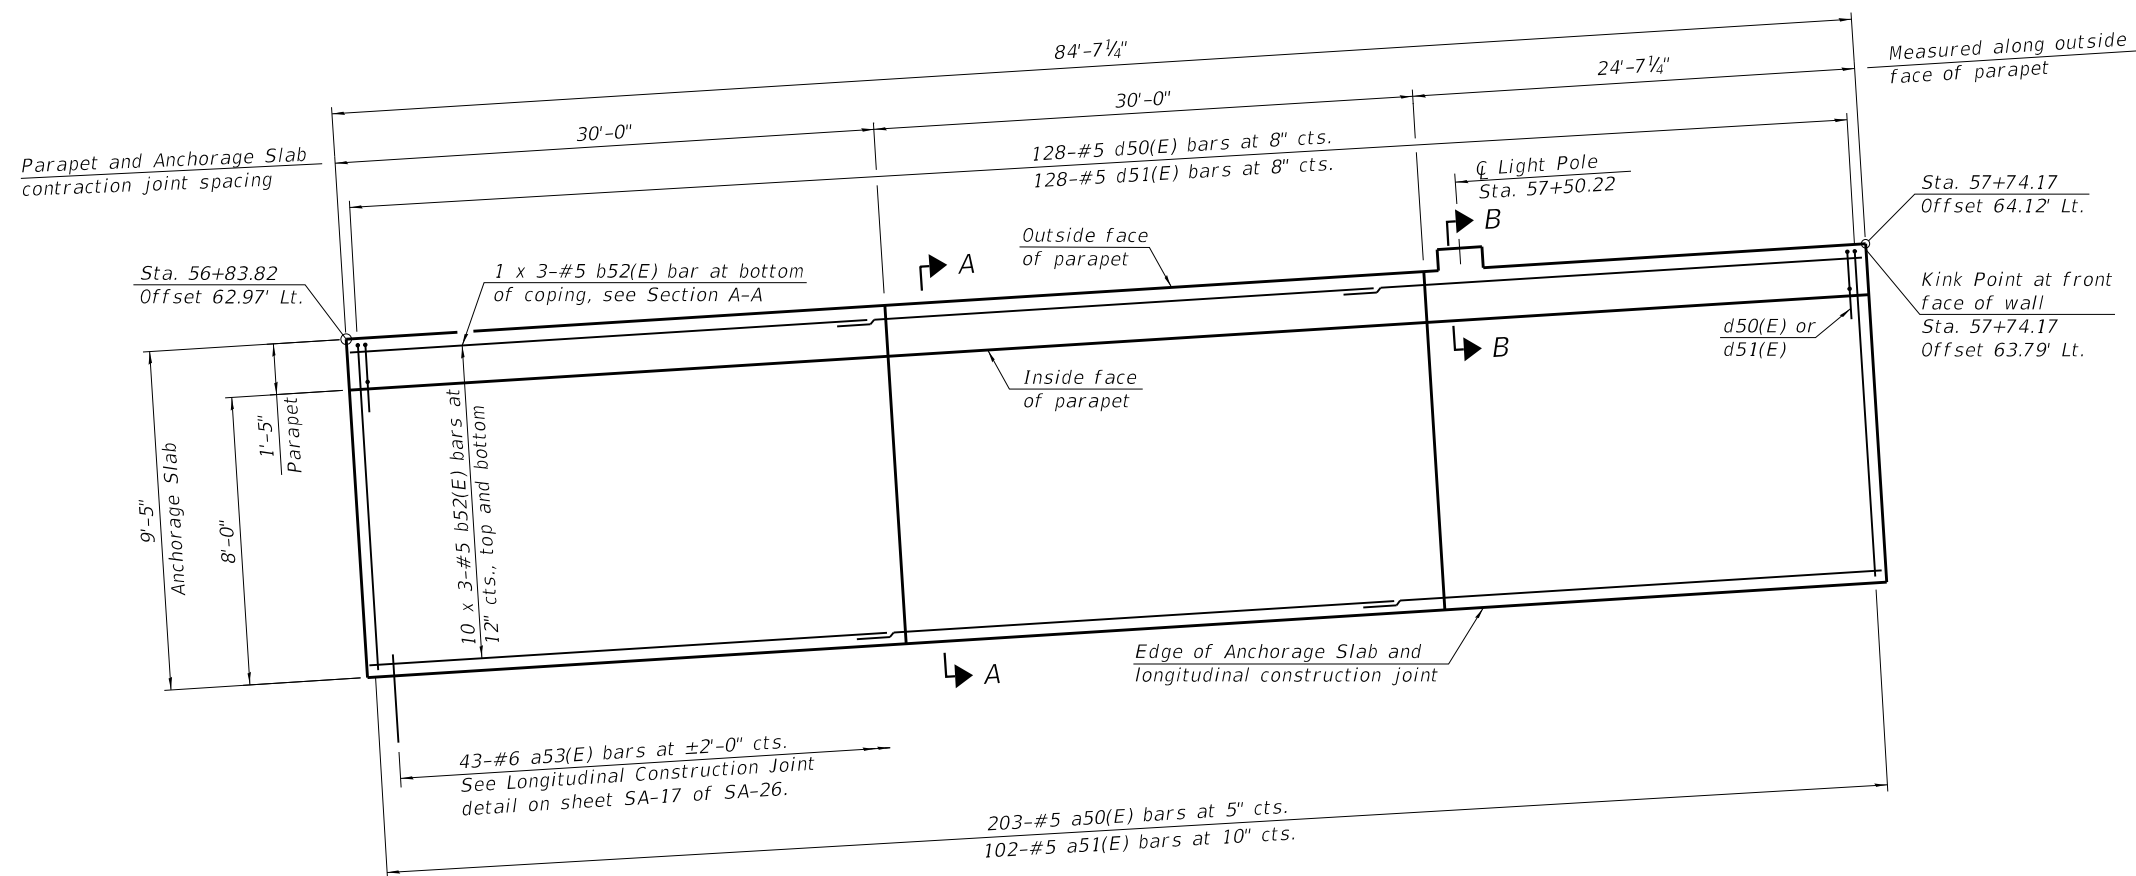 84'-7¼"
Measured along outside
face of parapet
24'-7¼"
30'-0"
30'-0"
Parapet and Anchorage Slab
contraction joint spacing
128-#5 d50(E) bars at 8" cts.
128-#5 d51(E) bars at 8" cts.
℄ Light Pole
Sta. 57+50.22
Sta. 57+74.17
Offset 64.12' Lt.
B
Outside face
of parapet
A
Sta. 56+83.82
Offset 62.97' Lt.
1 x 3-#5 b52(E) bar at bottom
of coping, see Section A-A
Kink Point at front
face of wall
Sta. 57+74.17
Offset 63.79' Lt.
d50(E) or
d51(E)
B
Inside face
of parapet
1'-5"
Parapet
9'-5"
Anchorage Slab
8'-0"
10 x 3-#5 b52(E) bars at
12" cts., top and bottom
Edge of Anchorage Slab and
longitudinal construction joint
A
43-#6 a53(E) bars at ±2'-0" cts.
See Longitudinal Construction Joint
detail on sheet SA-17 of SA-26.
203-#5 a50(E) bars at 5" cts.
102-#5 a51(E) bars at 10" cts.